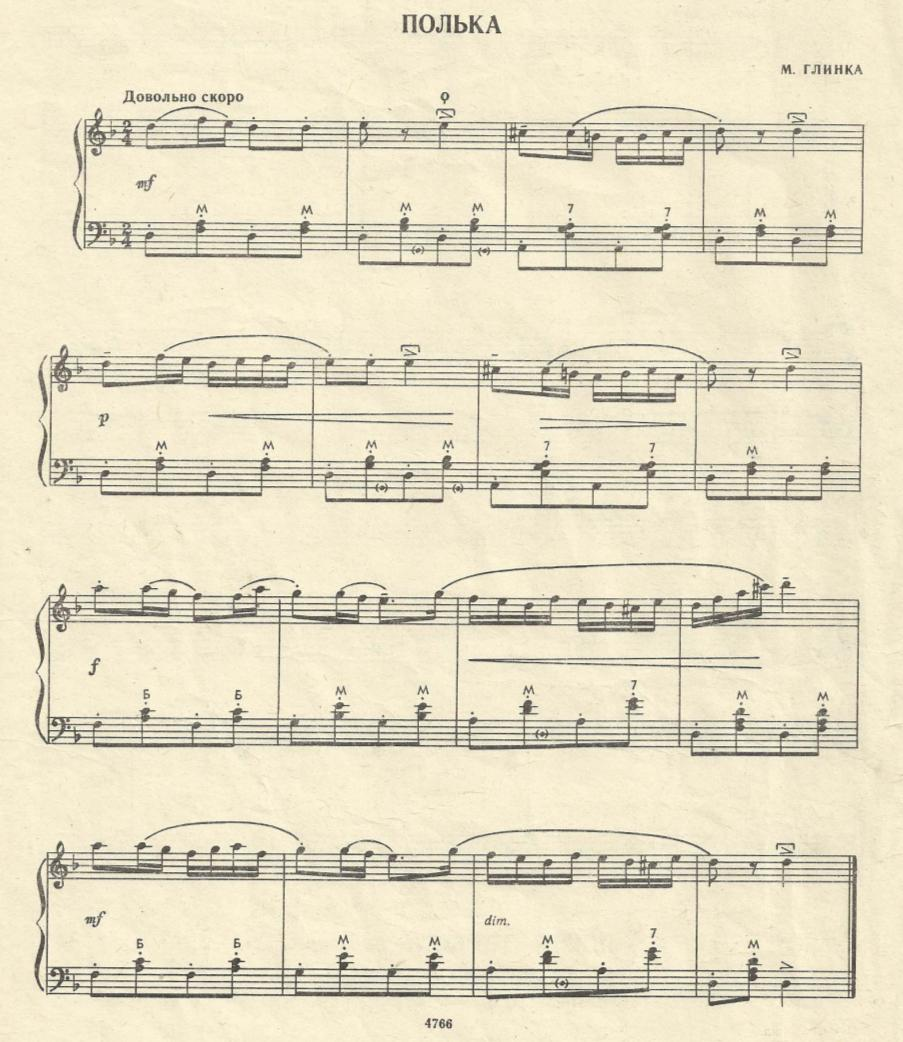 ПОЛЬКА
М. ГЛИНКА
Довольно скоро
mf
М М М М 7 7 М М
p
М М М М 7 7 М
f
Б Б М М М 7 М М
mf
dim.
Б Б М М М 7 М
4766